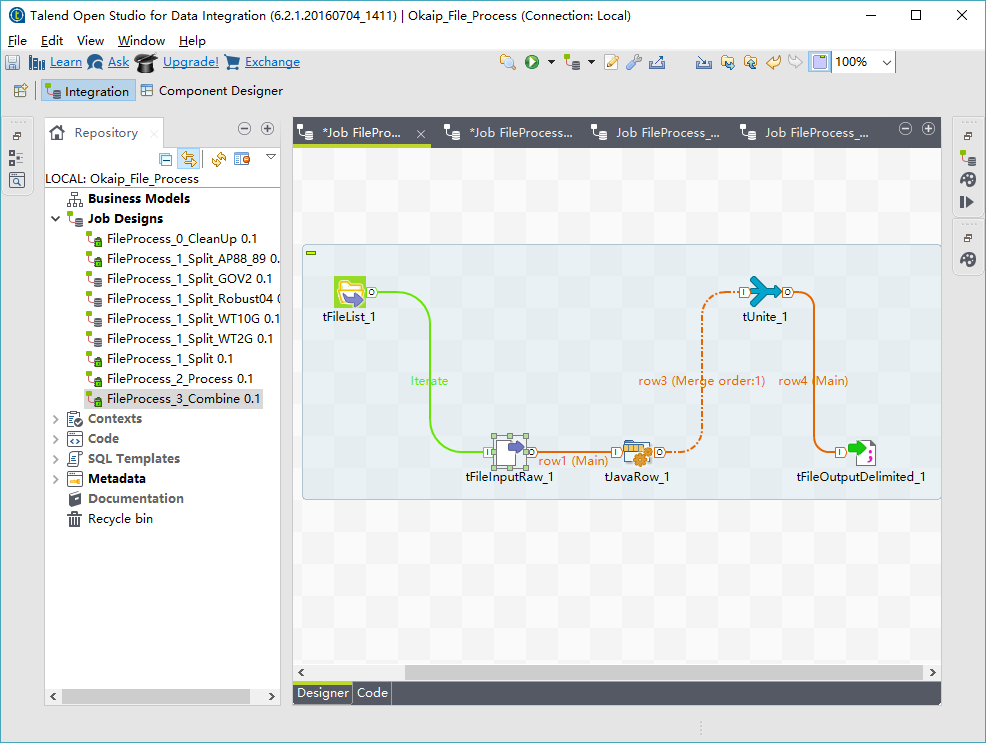 Talend Open Studio for Data Integration (6.2.1.20160704_1411) | Okaip_File_Process (Connection: Local)
File Edit View Window Help
Learn Ask Upgrade! Exchange 100%
Integration Component Designer
Repository
*Job FilePro... *Job FileProcess... Job FileProcess_... Job FileProcess_...
LOCAL: Okaip_File_Process
Business Models
Job Designs
FileProcess_0_CleanUp 0.1
FileProcess_1_Split_AP88_89 0.
FileProcess_1_Split_GOV2 0.1
FileProcess_1_Split_Robust04 0
FileProcess_1_Split_WT10G 0.1
FileProcess_1_Split_WT2G 0.1
FileProcess_1_Split 0.1
FileProcess_2_Process 0.1
FileProcess_3_Combine 0.1
Contexts
Code
SQL Templates
Metadata
Documentation
Recycle bin
tFileList_1
tUnite_1
Iterate
row3 (Merge order:1)
row4 (Main)
row1 (Main)
tFileInputRaw_1
tJavaRow_1
tFileOutputDelimited_1
Designer Code